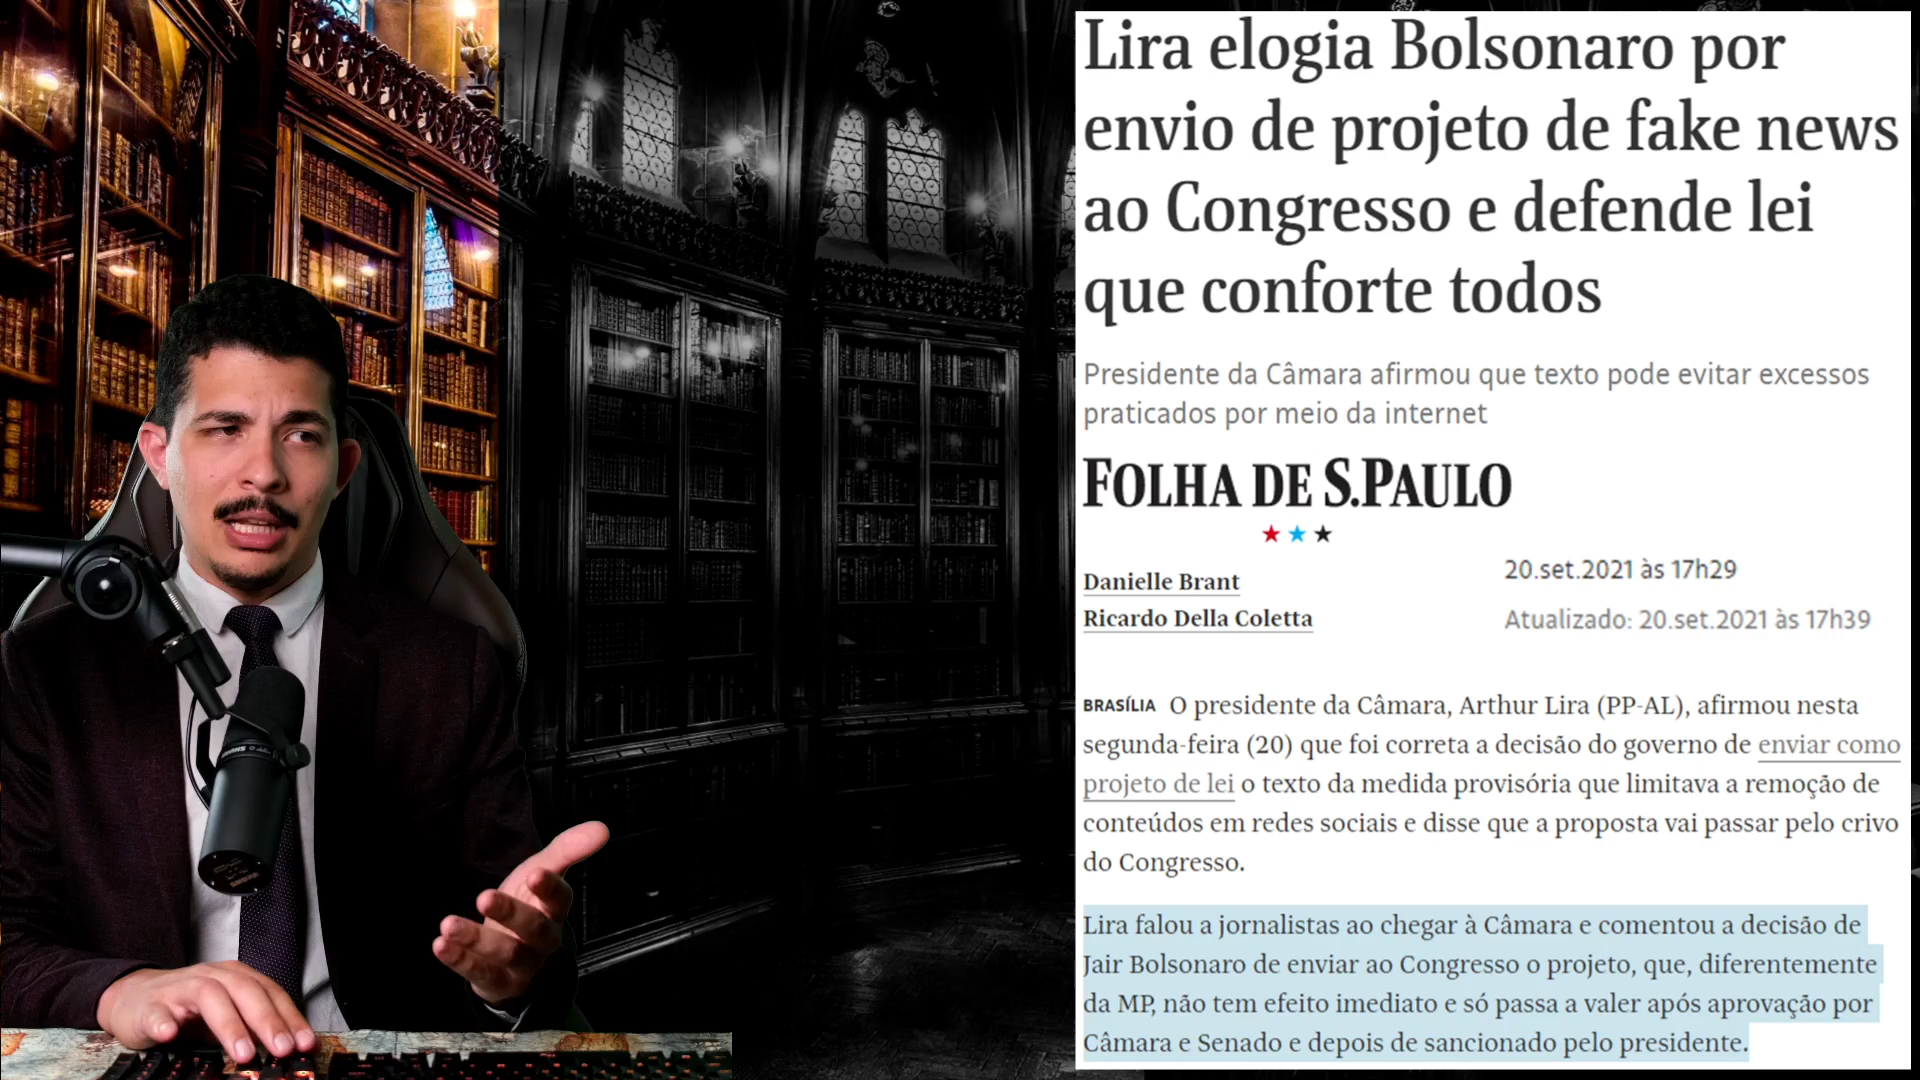 Lira elogia Bolsonaro por
envio de projeto de fake news
ao Congresso e defende lei
que conforte todos
Presidente da Câmara afirmou que texto pode evitar excessos
praticados por meio da internet
FOLHA DE S.PAULO
Danielle Brant
20.set.2021 às 17h29
Ricardo Della Coletta
Atualizado: 20.set.2021 às 17h39
BRASÍLIA O presidente da Câmara, Arthur Lira (PP-AL), afirmou nesta
segunda-feira (20) que foi correta a decisão do governo de enviar como
projeto de lei o texto da medida provisória que limitava a remoção de
conteúdos em redes sociais e disse que a proposta vai passar pelo crivo
do Congresso.
Lira falou a jornalistas ao chegar à Câmara e comentou a decisão de
Jair Bolsonaro de enviar ao Congresso o projeto, que, diferentemente
da MP, não tem efeito imediato e só passa a valer após aprovação por
Câmara e Senado e depois de sancionado pelo presidente.